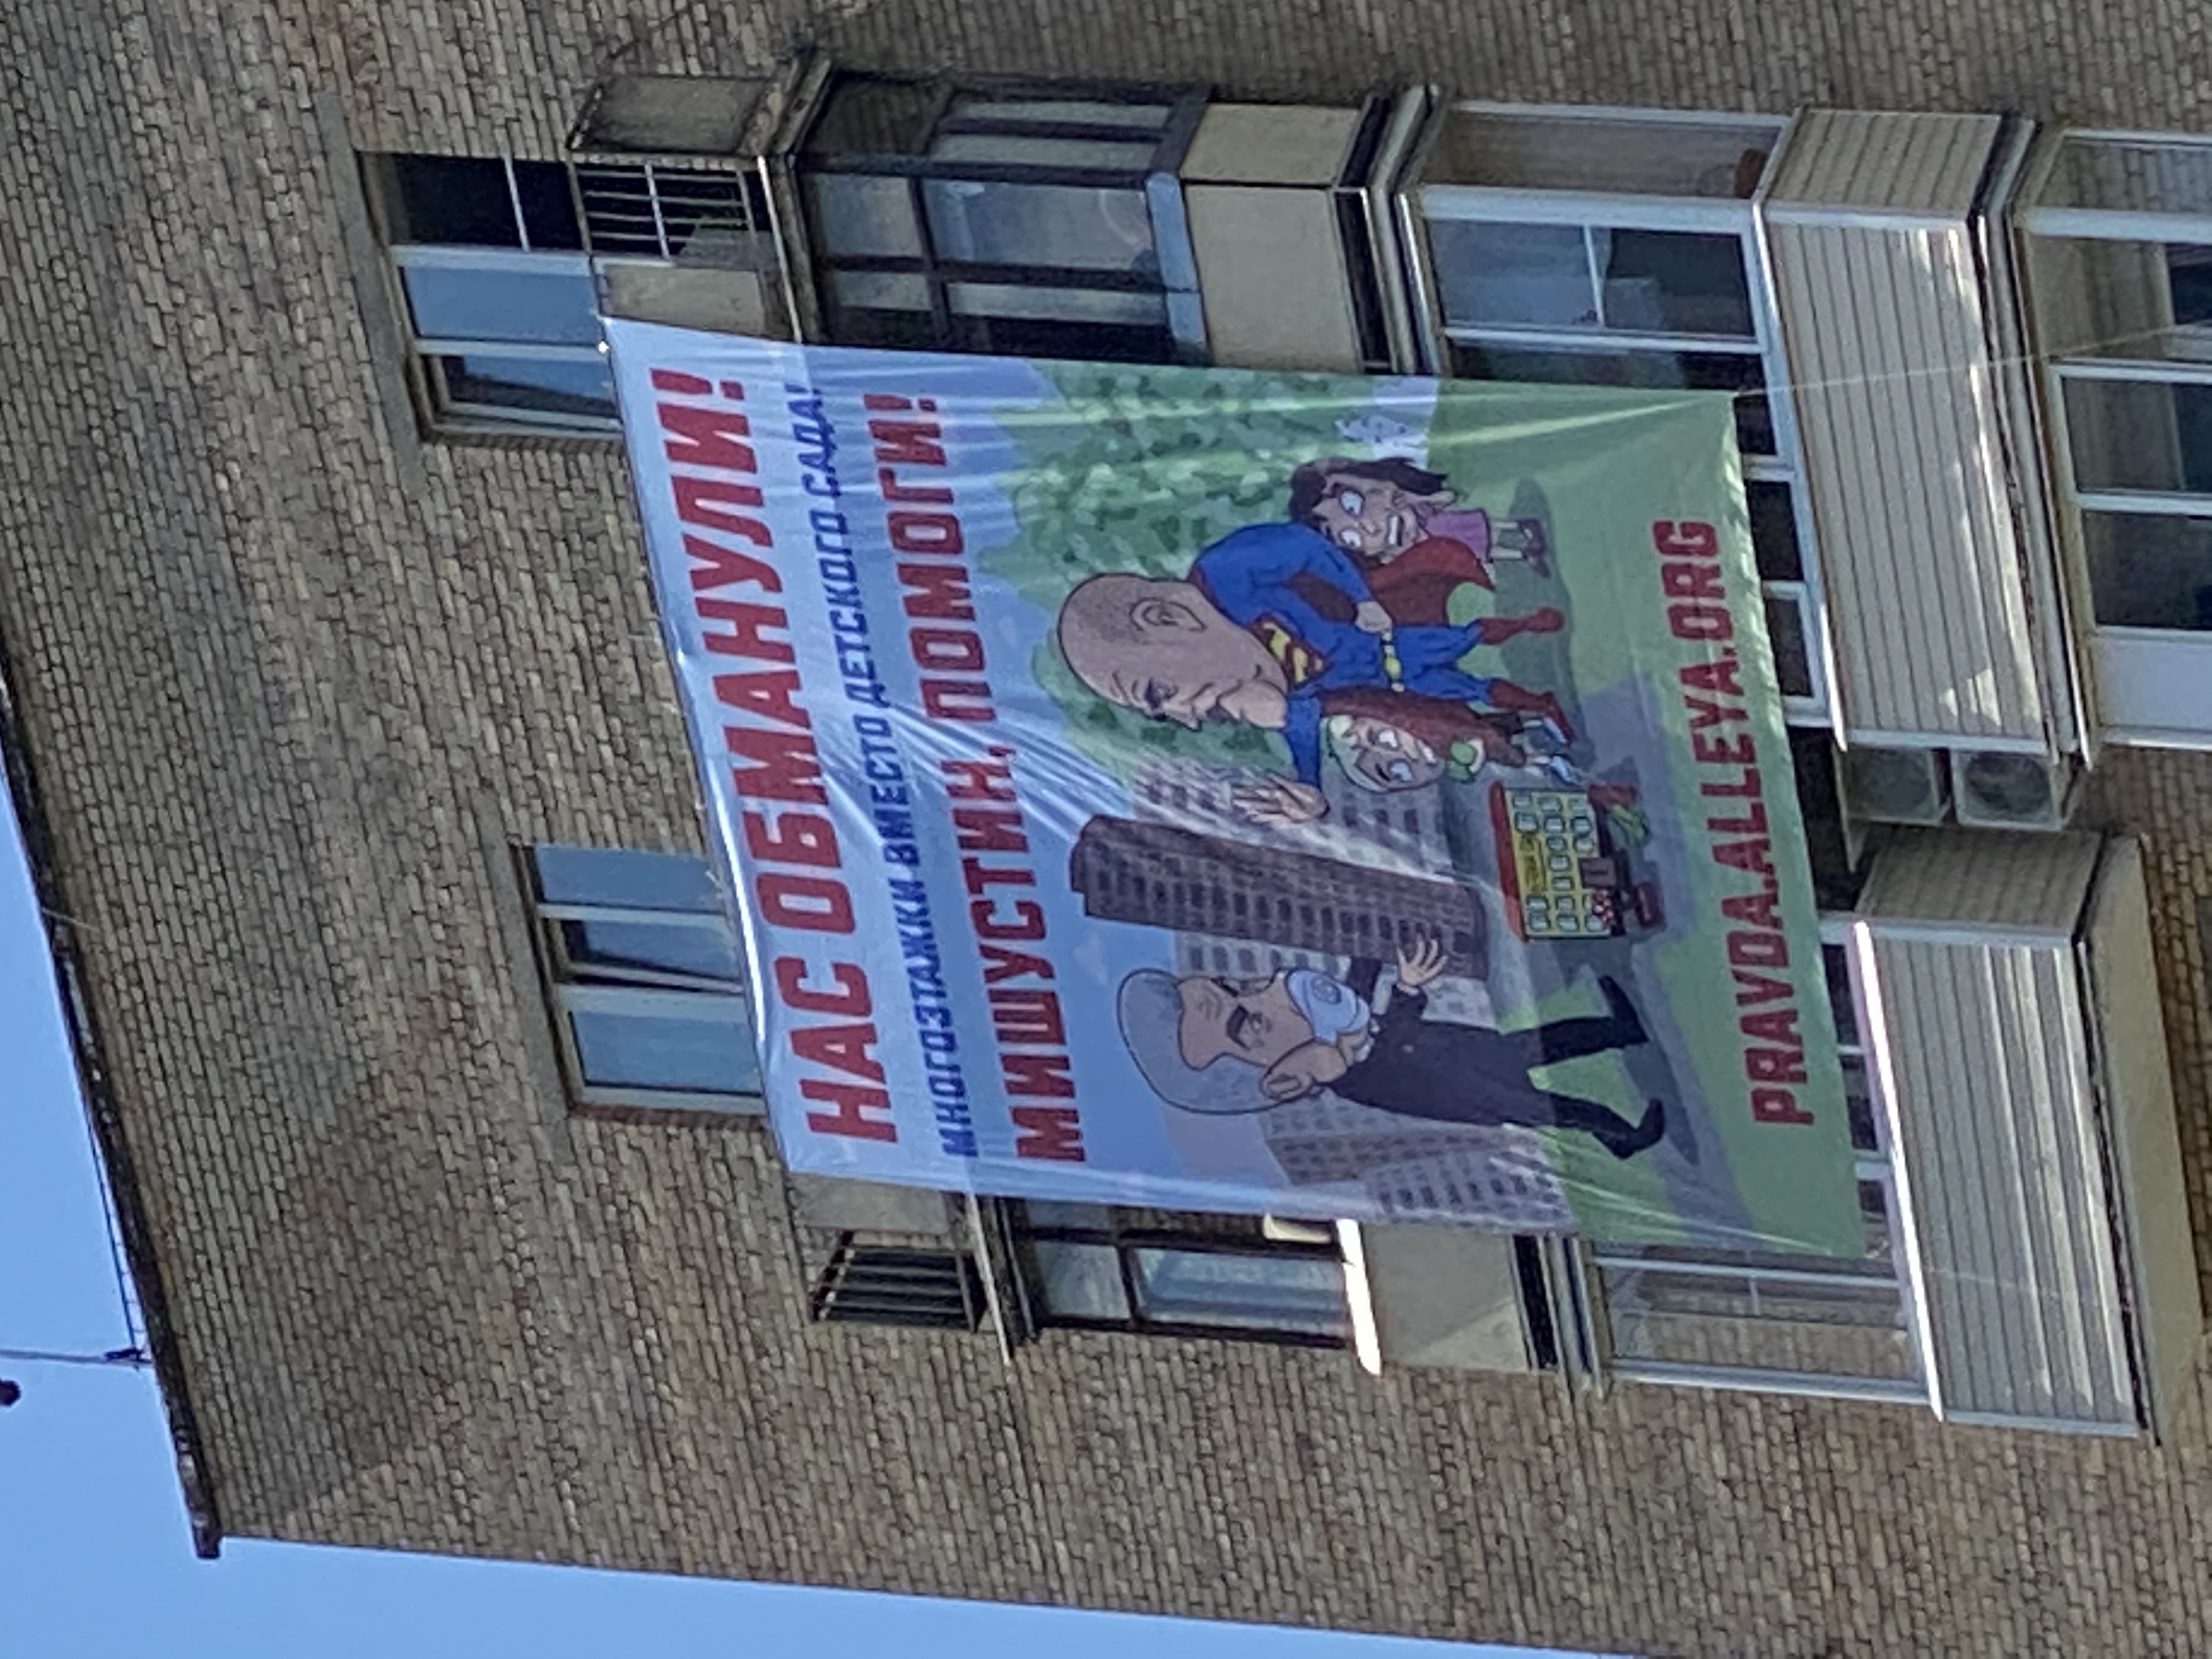 НАС ОБМАНУЛИ!
МНОГОЭТАЖКИ ВМЕСТО ДЕТСКОГО САДА!
МИШУСТИН, ПОМОГИ!
PRAVDA.ALLEYA.ORG